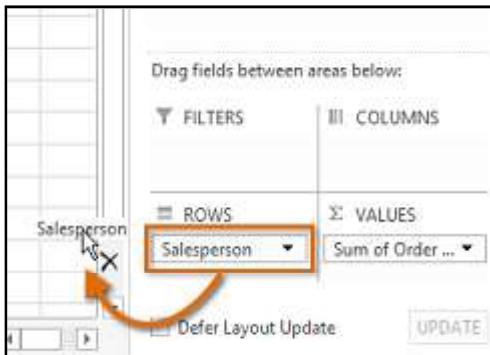 Drag fields between areas below:
FILTERS
COLUMNS
ROWS
VALUES
Salesperson
Salesperson
Sum of Order ...
Defer Layout Update
UPDATE